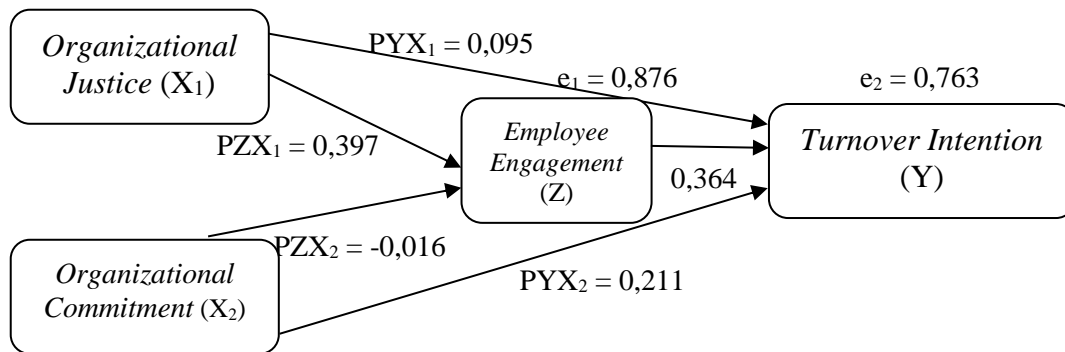 Organizational
Justice (X₁)
PYX₁ = 0,095
e₁ = 0,876
e₂ = 0,763
PZX₁ = 0,397
Employee
Engagement
(Z)
0,364
Turnover Intention
(Y)
PZX₂ = -0,016
Organizational
Commitment (X₂)
PYX₂ = 0,211